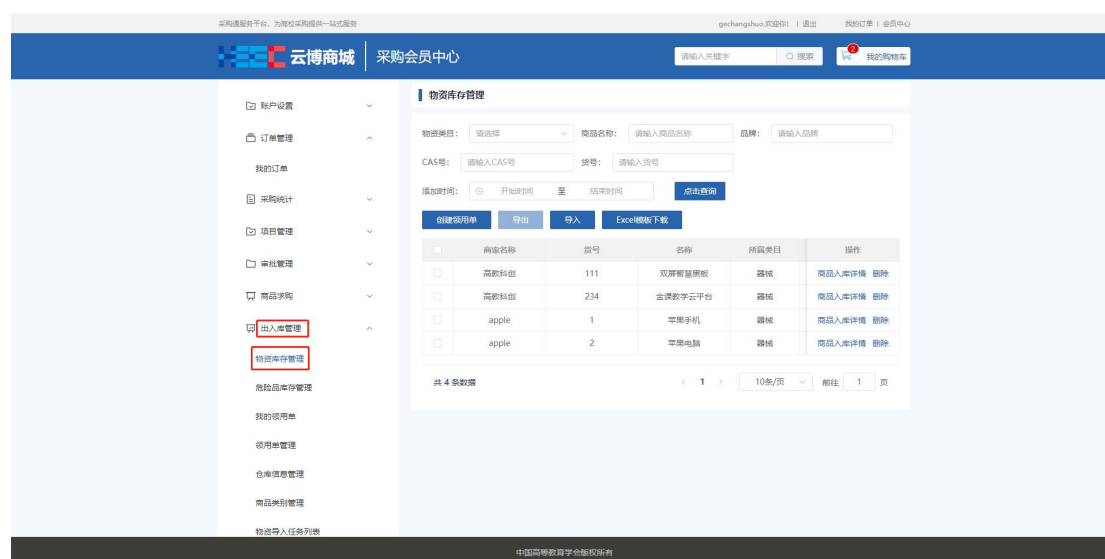 采购通服务平台，为高校采购提供一站式服务
gechangshuo,欢迎你! | 退出 我的订单 | 会员中心
云博商城 采购会员中心 请输入关键字 搜索 2 我的购物车
账户设置
订单管理
我的订单
采购统计
项目管理
审批管理
商品求购
出入库管理
物资库存管理
危险品库存管理
我的领用单
领用单管理
仓库信息管理
商品类别管理
物资导入任务列表
物资库存管理
物资类目： 请选择 商品名称： 请输入商品名称 品牌： 请输入品牌
CAS号： 请输入CAS号 货号： 请输入货号
添加时间： 开始时间 至 结束时间 点击查询
创建领用单 导出 导入 Excel模板下载
商家名称 货号 名称 所属类目 操作
高教科创 111 双屏智慧黑板 器械 商品入库详情 删除
高教科创 234 金课教学云平台 器械 商品入库详情 删除
apple 1 苹果手机 器械 商品入库详情 删除
apple 2 苹果电脑 器械 商品入库详情 删除
共 4 条数据 1 10条/页 前往 1 页
中国高等教育学会版权所有